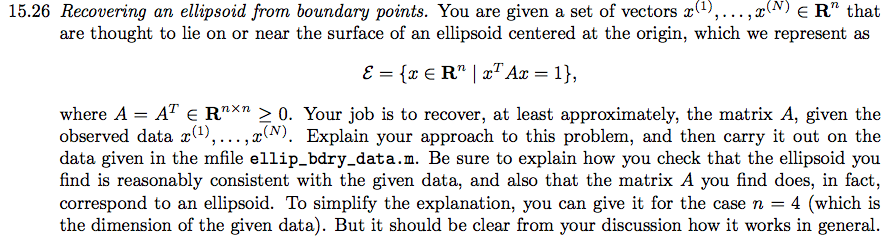 15.26 Recovering an ellipsoid from boundary points. You are given a set of vectors x^(1), . . . , x^(N) ∈ R^n that
are thought to lie on or near the surface of an ellipsoid centered at the origin, which we represent as
ℰ = {x ∈ R^n | x^T Ax = 1},
where A = A^T ∈ R^{n×n} ≥ 0. Your job is to recover, at least approximately, the matrix A, given the
observed data x^(1), . . . , x^(N). Explain your approach to this problem, and then carry it out on the
data given in the mfile ellip_bdry_data.m. Be sure to explain how you check that the ellipsoid you
find is reasonably consistent with the given data, and also that the matrix A you find does, in fact,
correspond to an ellipsoid. To simplify the explanation, you can give it for the case n = 4 (which is
the dimension of the given data). But it should be clear from your discussion how it works in general.